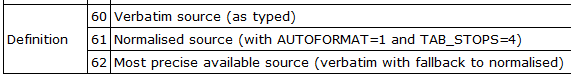 60 Verbatim source (as typed)
Definition 61 Normalised source (with AUTOFORMAT=1 and TAB_STOPS=4)
62 Most precise available source (verbatim with fallback to normalised)